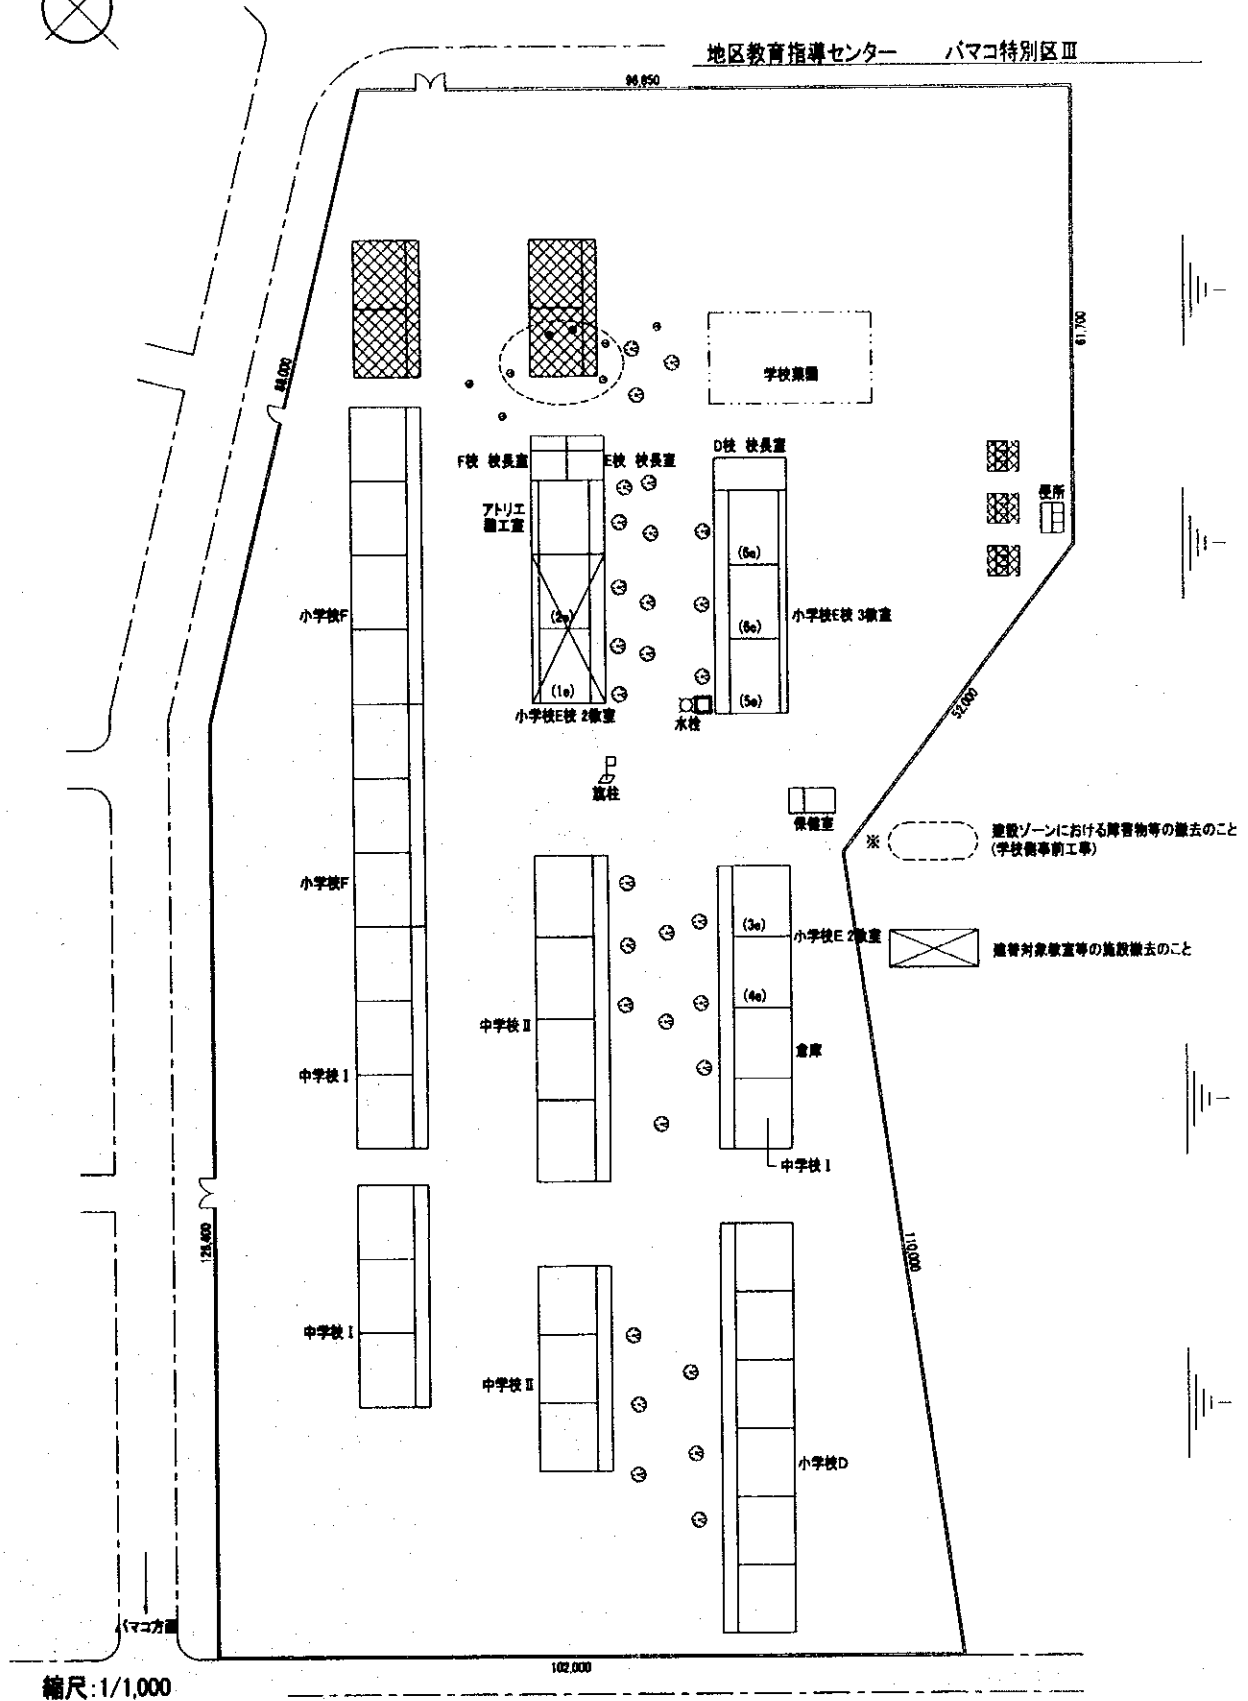 地区教育指導センター　バマコ特別区Ⅲ
96,850
88,000
61,700
学校菜園
F校 校長室
E校 校長室
D校 校長室
便所
アトリエ
(6e)
小学校F
(2e)
(6c)
小学校E校 3教室
(1e)
(5e)
小学校E校 2教室
水栓
52,000
旗柱
保健室
※
建設ゾーンにおける障害物等の撤去のこと
(学校側事前工事)
小学校F
(3e)
小学校E 2教室
建替対象教室等の施設撤去のこと
(4e)
中学校Ⅱ
倉庫
中学校Ⅰ
中学校Ⅰ
110,000
中学校Ⅰ
中学校Ⅱ
小学校D
バマコ方面
102,000
縮尺:1/1,000